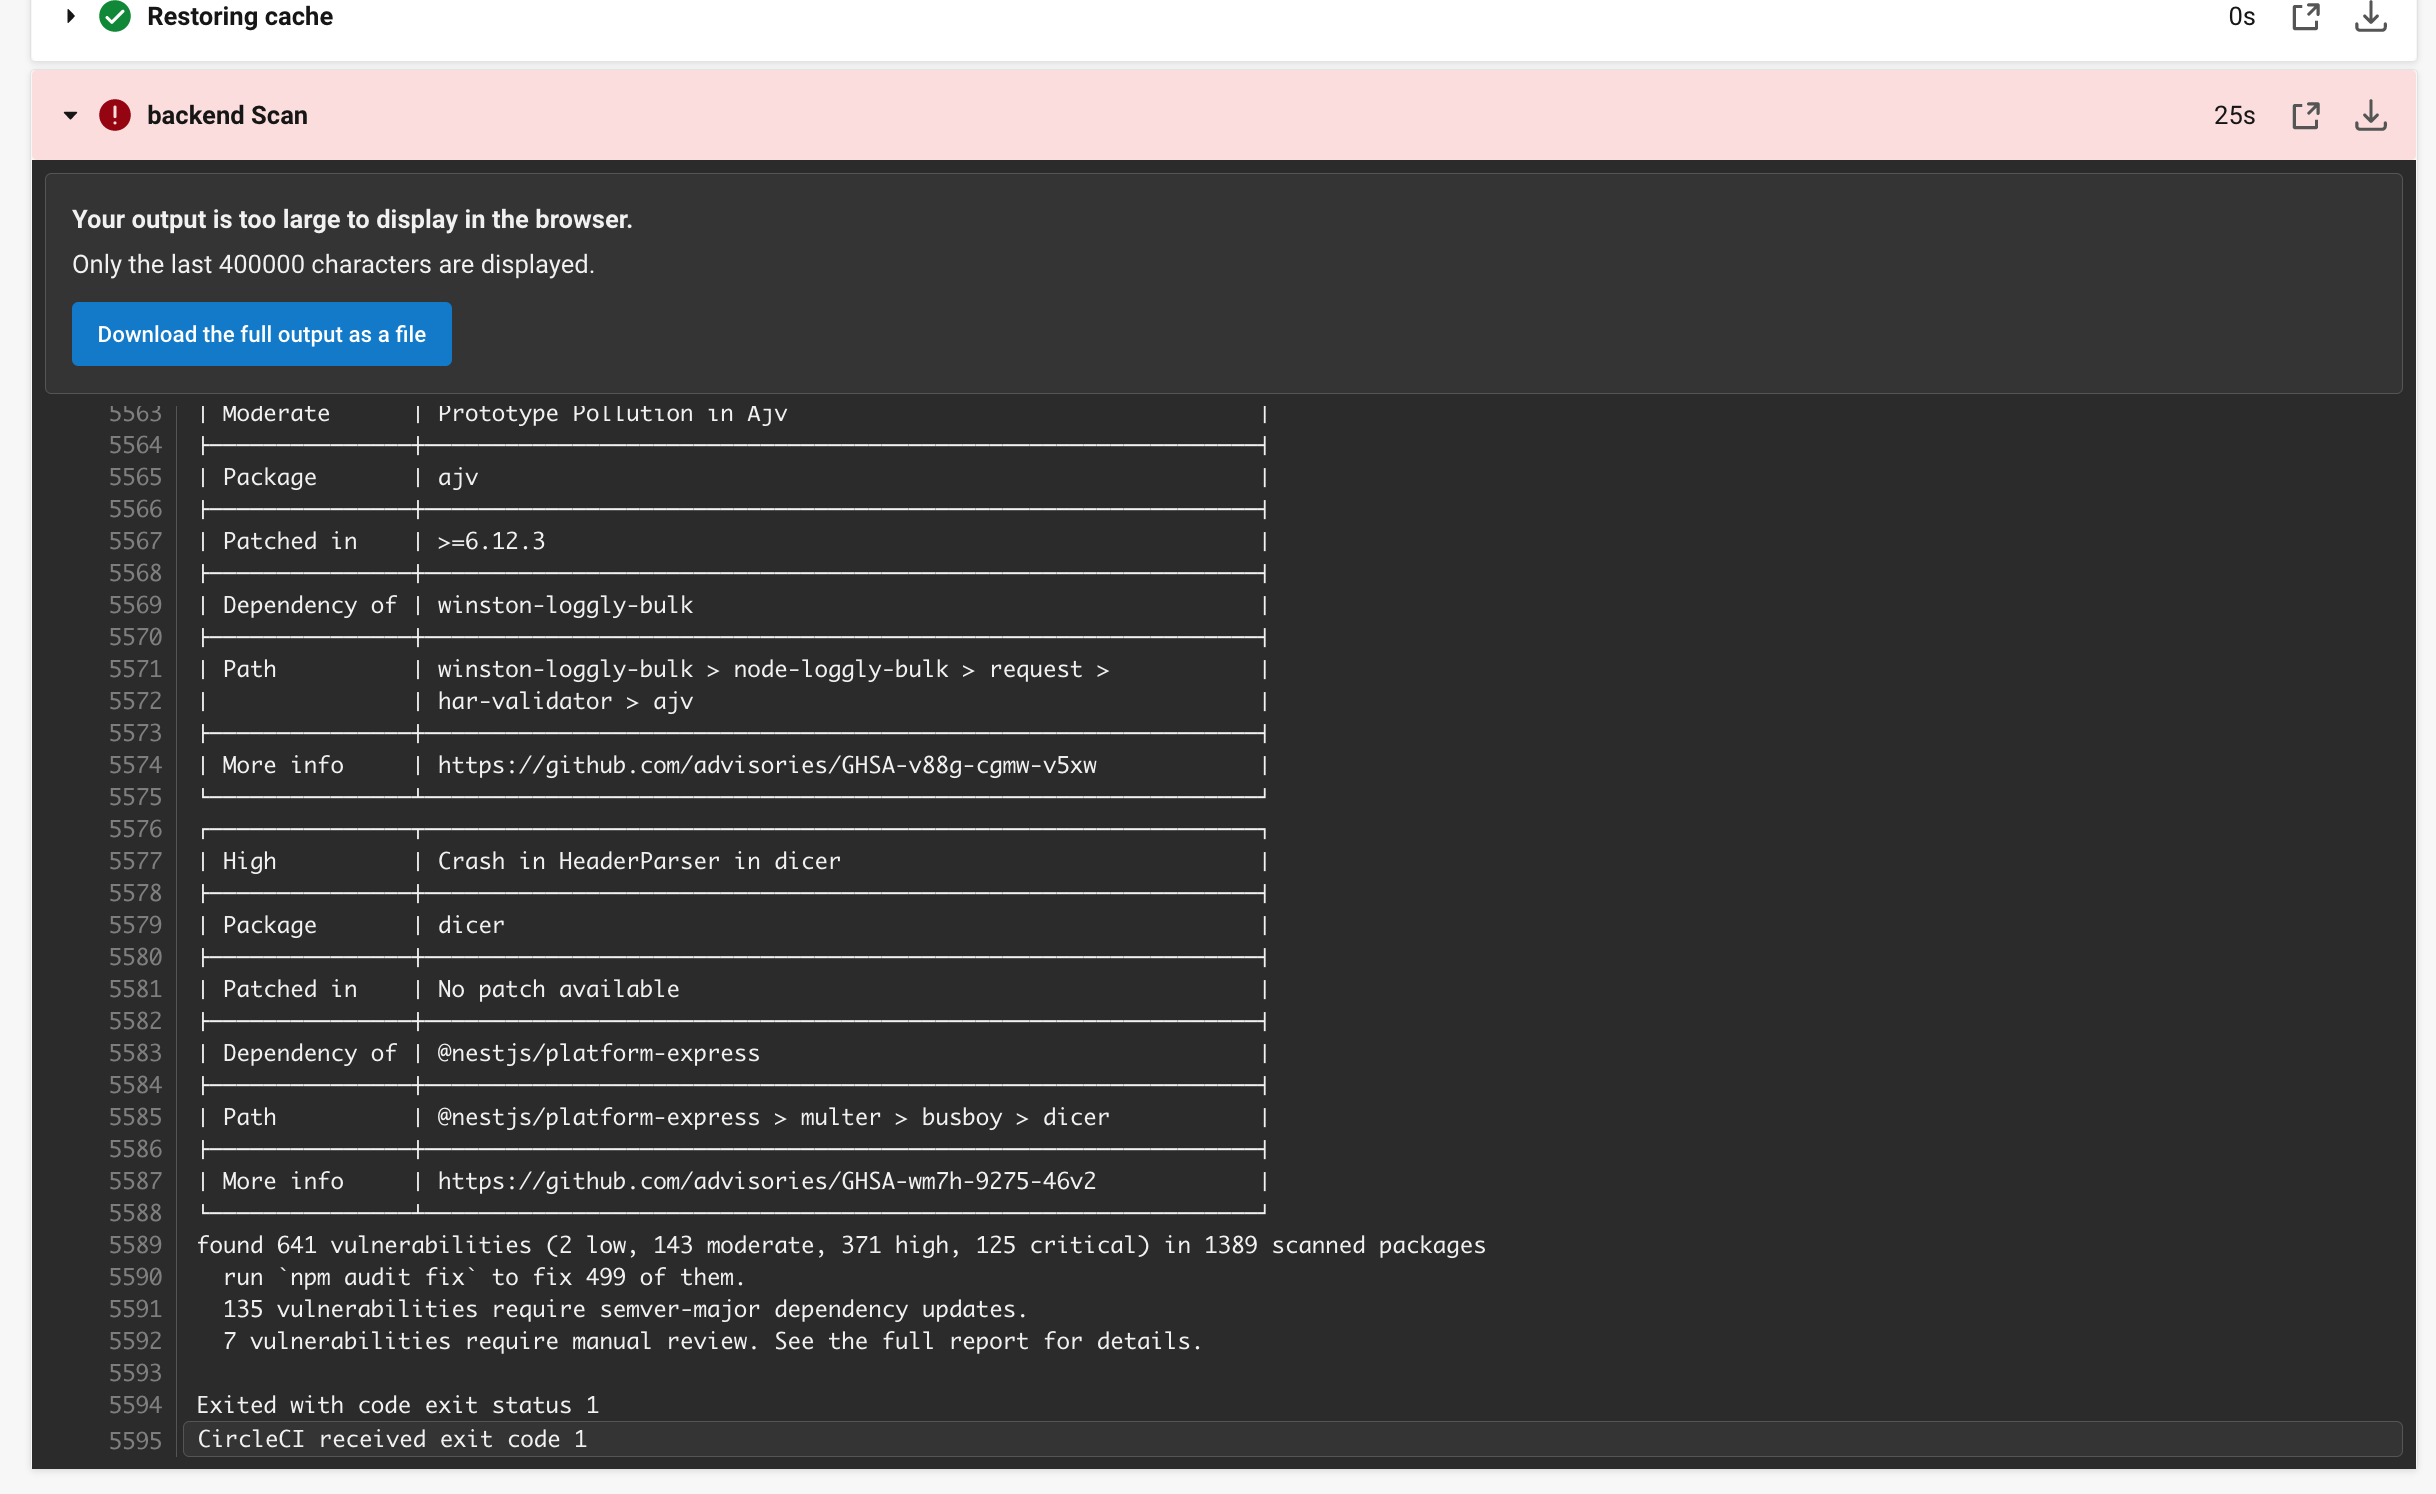 Restoring cache 0s
backend Scan 25s
Your output is too large to display in the browser.
Only the last 400000 characters are displayed.
Download the full output as a file
5563 | Moderate | Prototype Pollution in Ajv |
5564
5565 | Package | ajv |
5566
5567 | Patched in | >=6.12.3 |
5568
5569 | Dependency of | winston-loggly-bulk |
5570
5571 | Path | winston-loggly-bulk > node-loggly-bulk > request > |
5572 | | har-validator > ajv |
5573
5574 | More info | https://github.com/advisories/GHSA-v88g-cgmw-v5xw |
5575
5576
5577 | High | Crash in HeaderParser in dicer |
5578
5579 | Package | dicer |
5580
5581 | Patched in | No patch available |
5582
5583 | Dependency of | @nestjs/platform-express |
5584
5585 | Path | @nestjs/platform-express > multer > busboy > dicer |
5586
5587 | More info | https://github.com/advisories/GHSA-wm7h-9275-46v2 |
5588
5589 found 641 vulnerabilities (2 low, 143 moderate, 371 high, 125 critical) in 1389 scanned packages
5590 run `npm audit fix` to fix 499 of them.
5591 135 vulnerabilities require semver-major dependency updates.
5592 7 vulnerabilities require manual review. See the full report for details.
5593
5594 Exited with code exit status 1
5595 CircleCI received exit code 1